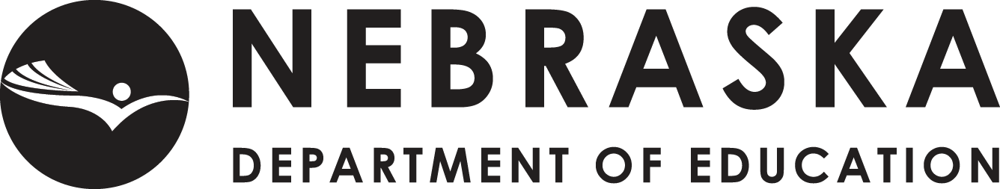 NEBRASKA
DEPARTMENT OF EDUCATION